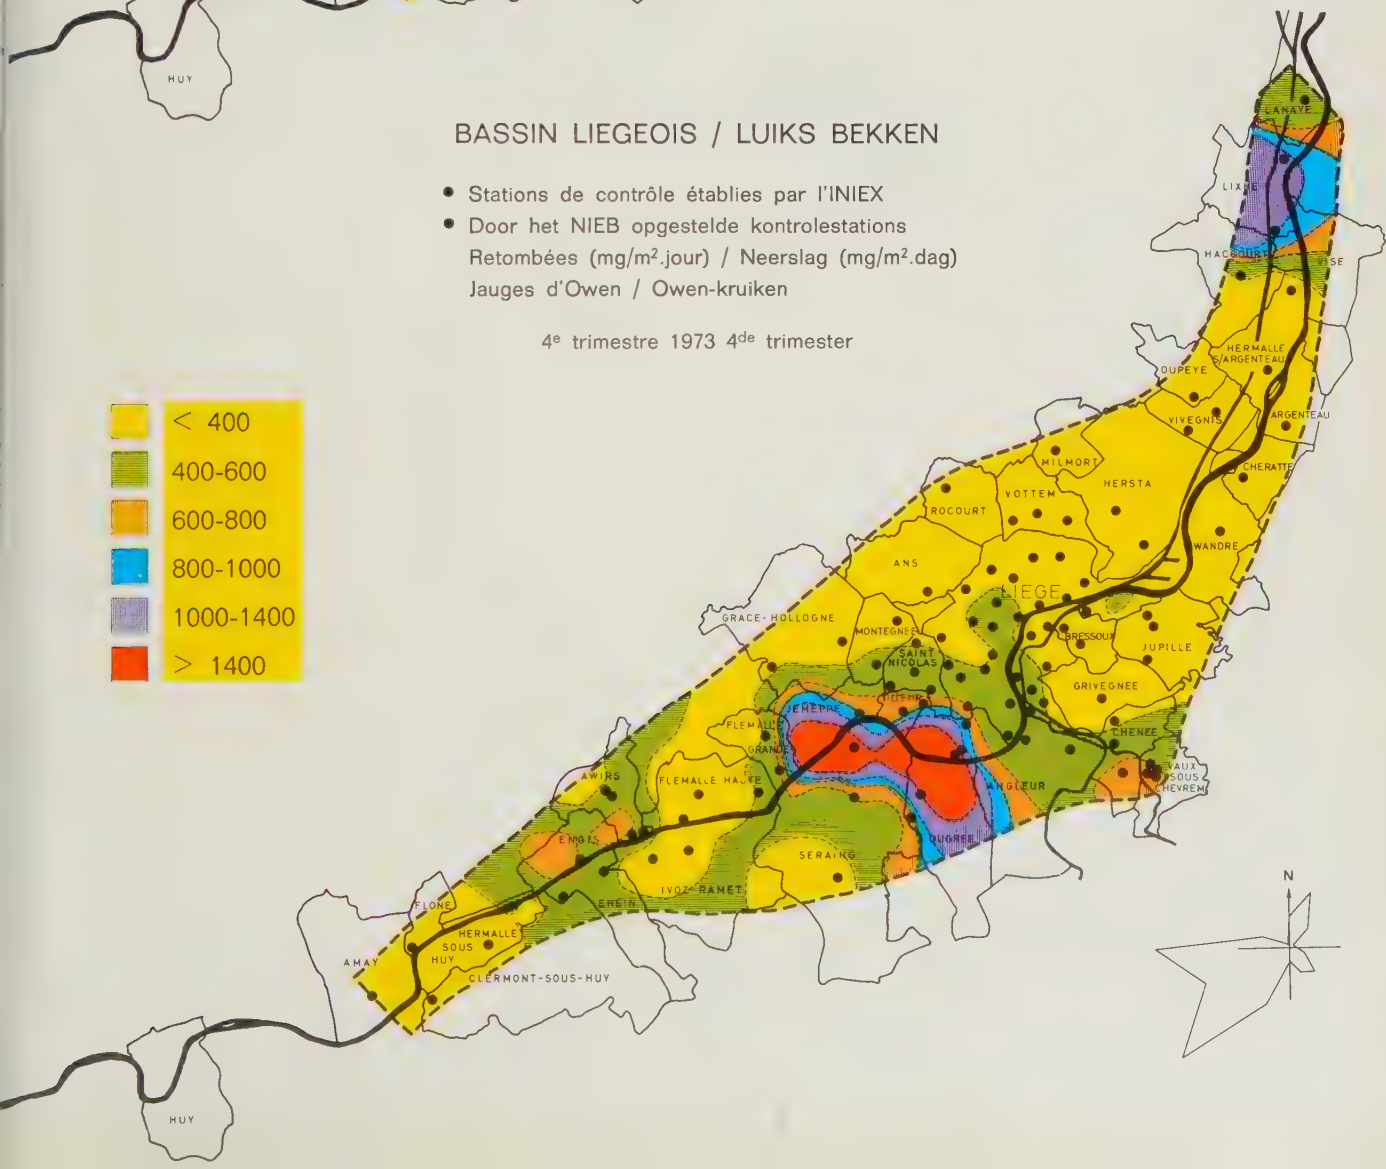 HUY
BASSIN LIEGEOIS / LUIKS BEKKEN
• Stations de contrôle établies par l'INIEX
• Door het NIEB opgestelde kontrolestations
Retombées (mg/m².jour) / Neerslag (mg/m².dag)
Jauges d'Owen / Owen-kruiken
4e trimestre 1973 4de trimester
< 400
400-600
600-800
800-1000
1000-1400
> 1400
LANAYE
LIXHE
HACCOURT
VISE
HERMALLE
S/ARGENTEAU
OUPEYE
VIVEGNIS
ARGENTEAU
MILMORT
CHERATTE
HERSTA
VOTTEM
ROCOURT
WANDRE
ANS
LIEGE
GRACE-HOLLOGNE
MONTEGNEE
BRESSOUX
JUPILLE
SAINT
NICOLAS
GRIVEGNEE
TILLEUR
JEMEPPE
FLEMALLE
GRANDE
CHENEE
AWIRS
FLEMALLE HAUTE
ANGLEUR
VAUX
SOUS
CHEVREM
ENGIS
OUGREE
SERAING
IVOZ-RAMET
EHEIN
FLONE
HERMALLE
SOUS
HUY
AMAY
CLERMONT-SOUS-HUY
N
HUY